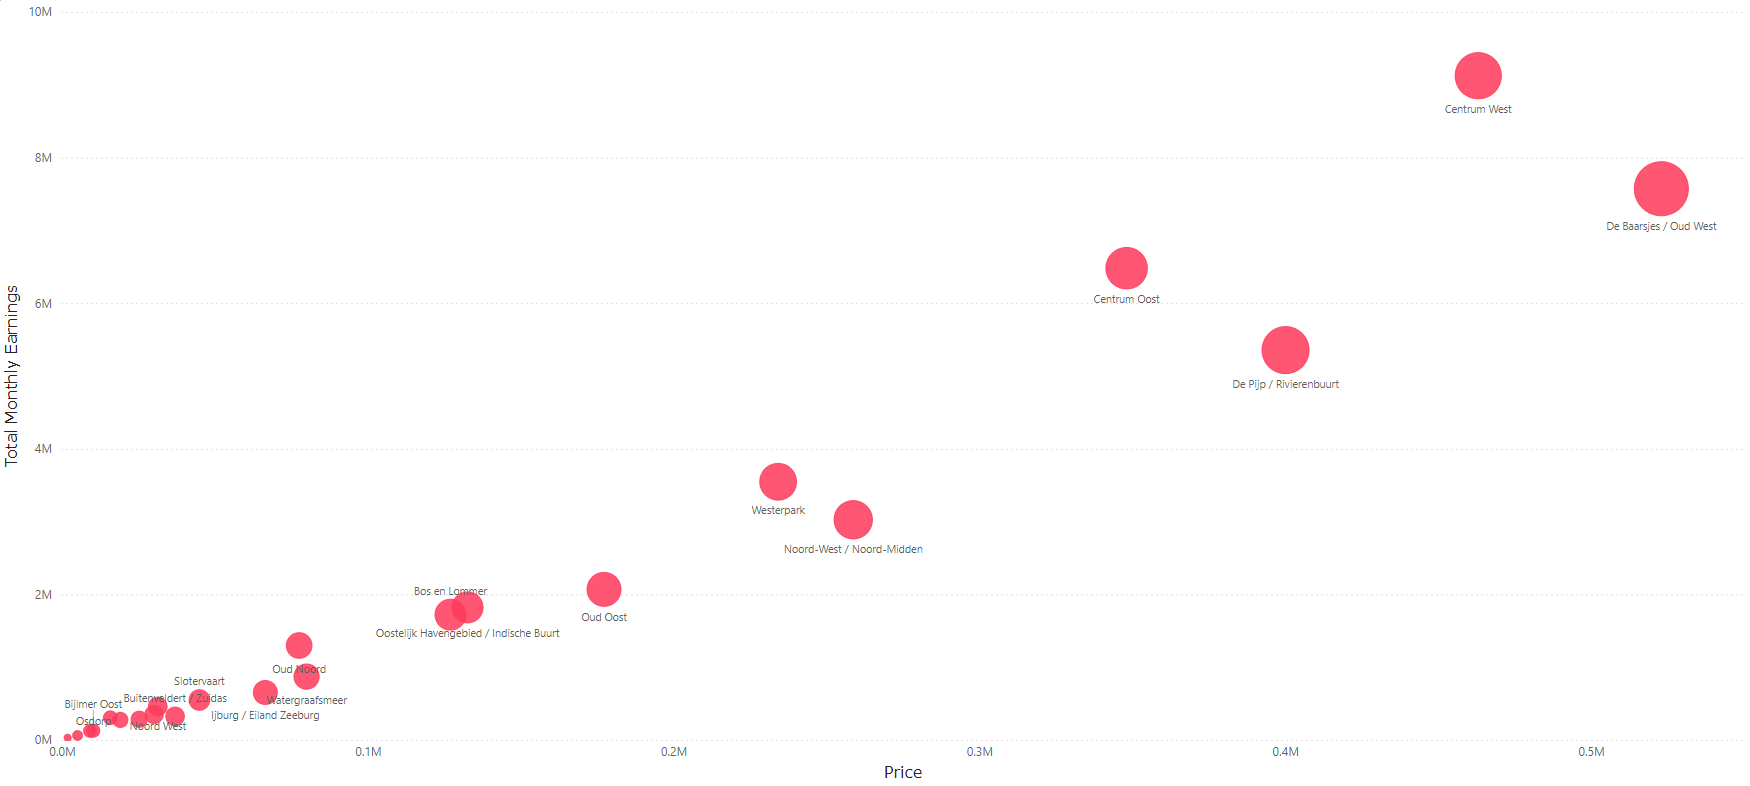 10M
Centrum West
8M
De Baarsjes / Oud West
6M
Centrum Oost
De Pijp / Rivierenbuurt
Total Monthly Earnings
4M
Westerpark
Noord-West / Noord-Midden
2M
Bos en Lommer
Oud Oost
Oostelijk Havengebied / Indische Buurt
Oud Noord
Slotervaart
Buitenveldert / Zuidas
Watergraafsmeer
Bijlmer Oost
IJburg / Eiland Zeeburg
Osdorp
Noord West
0M
0.0M 0.1M 0.2M 0.3M 0.4M 0.5M
Price